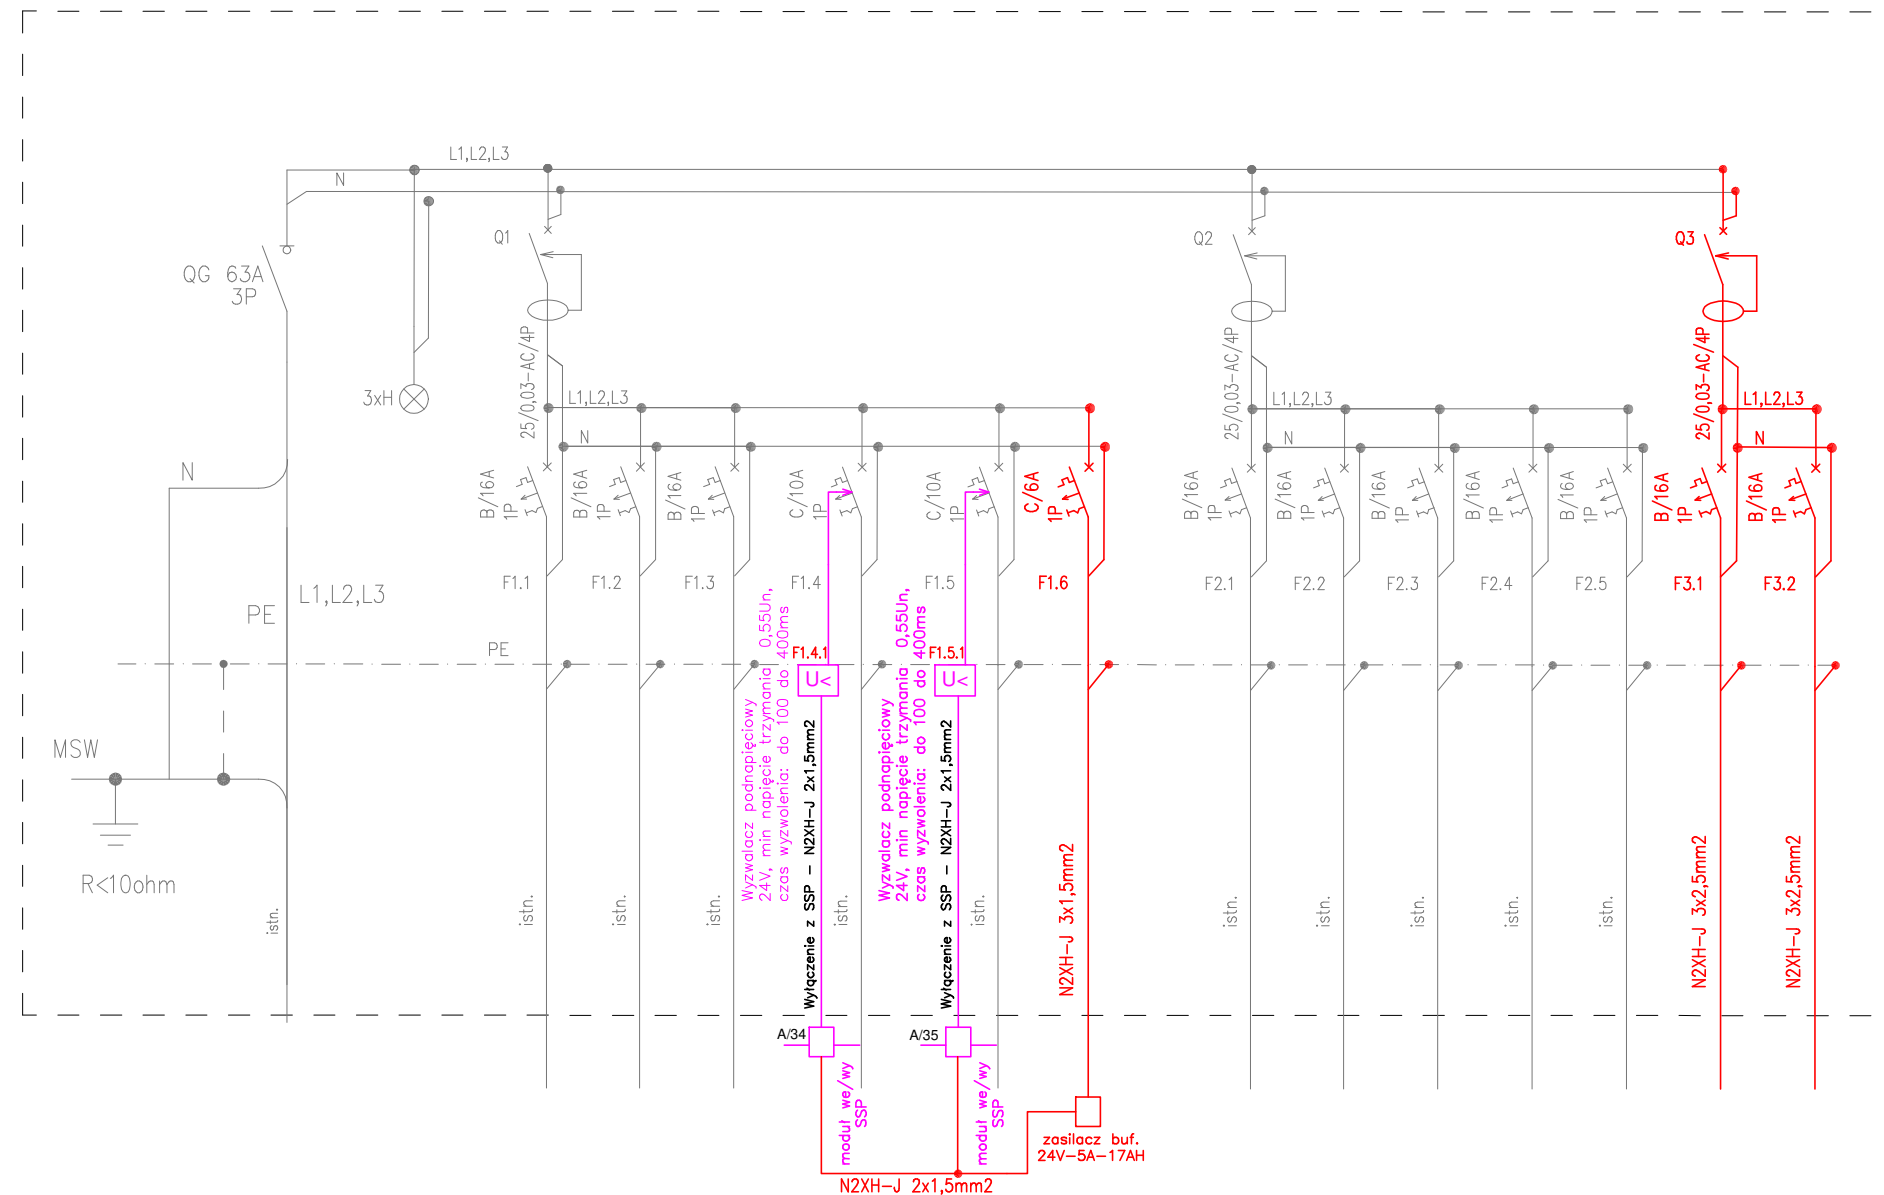 L1,L2,L3
N
QG 63A
3P
3xH
Q1
Q2
Q3
25/0,03-AC/4P
25/0,03-AC/4P
25/0,03-AC/4P
L1,L2,L3
N
L1,L2,L3
N
L1,L2,L3
N
N
L1,L2,L3
PE
B/16A
1P
B/16A
1P
B/16A
1P
C/10A
1P
C/10A
1P
C/6A
1P
B/16A
1P
B/16A
1P
B/16A
1P
B/16A
1P
B/16A
1P
B/16A
1P
B/16A
1P
F1.1
F1.2
F1.3
F1.4
F1.5
F1.6
F2.1
F2.2
F2.3
F2.4
F2.5
F3.1
F3.2
PE
F1.4.1
U<
F1.5.1
U<
Wyzwalacz podnapięciowy
24V, min napięcie trzymania 0,55Un,
czas wyzwolenia: do 100 do 400ms
Wyłączenie z SSP - N2XH-J 2x1,5mm2
Wyzwalacz podnapięciowy
24V, min napięcie trzymania 0,55Un,
czas wyzwolenia: do 100 do 400ms
Wyłączenie z SSP - N2XH-J 2x1,5mm2
MSW
R<10ohm
istn.
istn.
istn.
istn.
istn.
istn.
N2XH-J 3x1,5mm2
istn.
istn.
istn.
istn.
istn.
N2XH-J 3x2,5mm2
N2XH-J 3x2,5mm2
A/34
A/35
moduł we/wy
SSP
moduł we/wy
SSP
zasilacz buf.
24V-5A-17AH
N2XH-J 2x1,5mm2